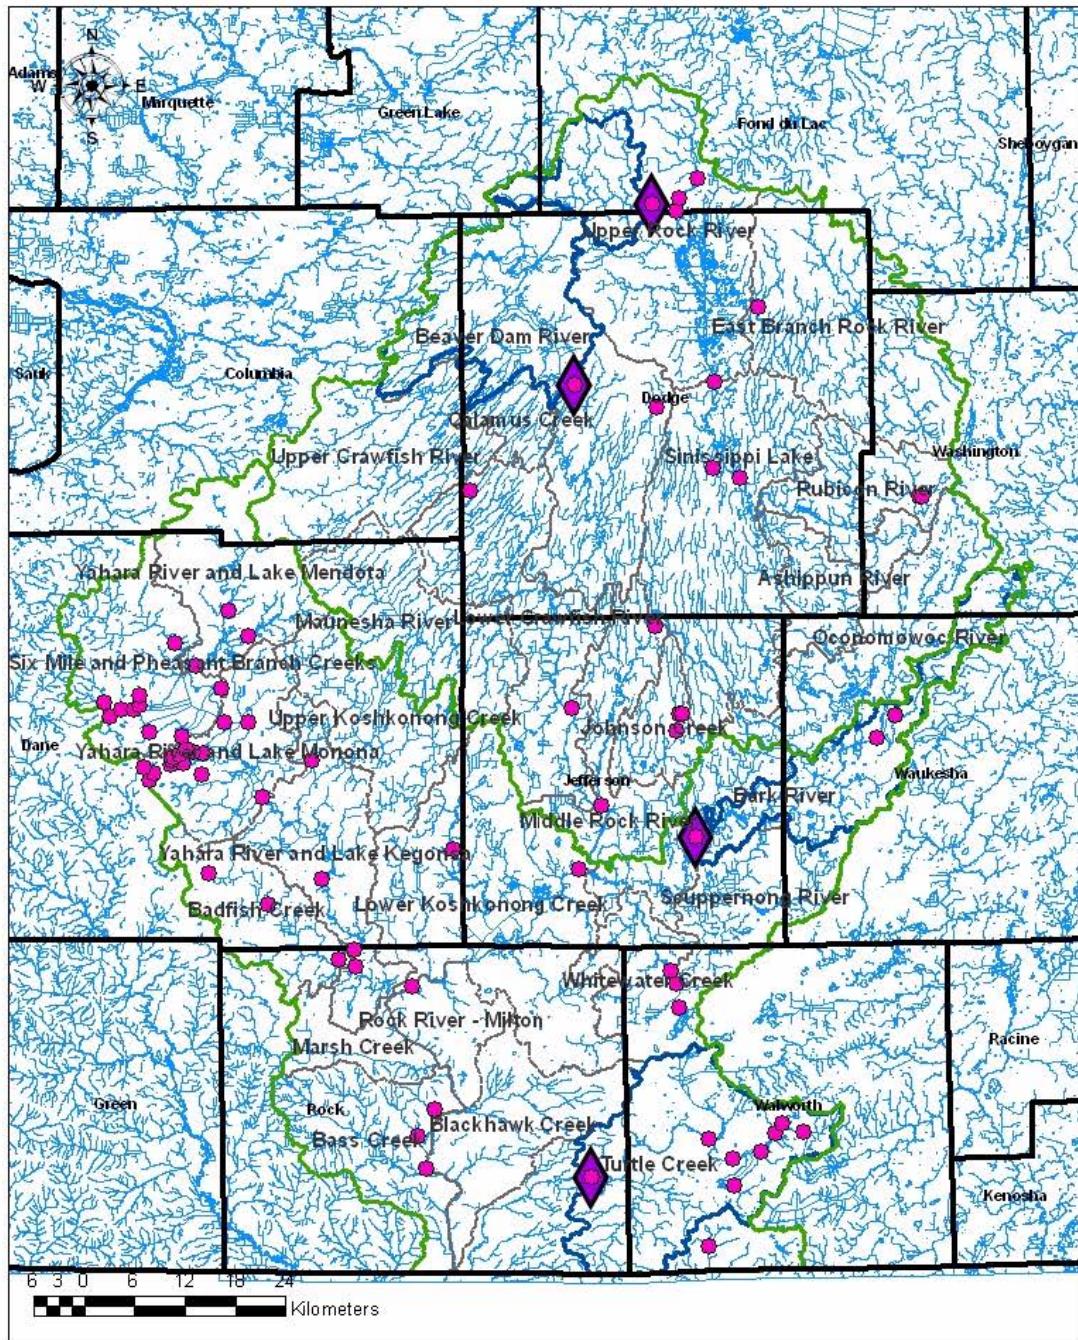 N
Adams
W
E
Marquette
Green Lake
Fond du Lac
S
Sheboygan
Upper Rock River
East Branch Rock River
Beaver Dam River
Sauk
Columbia
Dodge
Calamus Creek
Upper Crawfish River
Sinissippi Lake
Washington
Rubicon River
Yahara River and Lake Mendota
Ashippun River
Maunesha River
Lower Crawfish River
Oconomowoc River
Six Mile and Pheasant Branch Creeks
Upper Koshkonong Creek
Johnson Creek
Dane
Yahara River and Lake Monona
Jefferson
Waukesha
Bark River
Middle Rock River
Yahara River and Lake Kegonsa
Scuppernong River
Badfish Creek
Lower Koshkonong Creek
Whitewater Creek
Rock River - Milton
Racine
Marsh Creek
Green
Rock
Walworth
Blackhawk Creek
Bass Creek
Turtle Creek
Kenosha
6 3 0 6 12 18 24
Kilometers